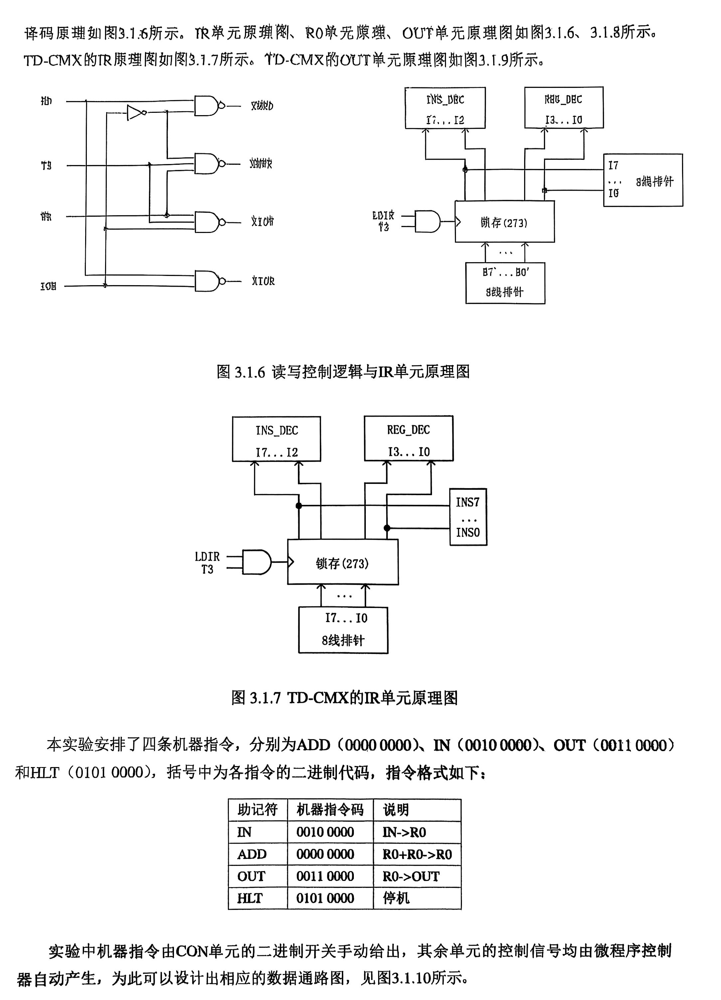 译码原理如图3.1.6所示。IR单元原理图、R0单元原理、OUT单元原理图如图3.1.6、3.1.8所示。
TD-CMX的IR原理图如图3.1.7所示。TD-CMX的OUT单元原理图如图3.1.9所示。
T3
XIOR
INS_DEC
I7...I2
REG_DEC
I3...I0
I7
...
I0
8线排针
LDIR
T3
锁存(273)
...
B7'...B0'
8线排针
图 3.1.6 读写控制逻辑与IR单元原理图
INS_DEC
I7...I2
REG_DEC
I3...I0
INS7
...
INS0
LDIR
T3
锁存(273)
...
I7...I0
8线排针
图 3.1.7 TD-CMX的IR单元原理图
本实验安排了四条机器指令，分别为ADD（0000 0000）、IN（0010 0000）、OUT（0011 0000）
和HLT（0101 0000），括号中为各指令的二进制代码，指令格式如下：
助记符 机器指令码 说明
IN 0010 0000 IN->R0
ADD 0000 0000 R0+R0->R0
OUT 0011 0000 R0->OUT
HLT 0101 0000 停机
实验中机器指令由CON单元的二进制开关手动给出，其余单元的控制信号均由微程序控制
器自动产生，为此可以设计出相应的数据通路图，见图3.1.10所示。